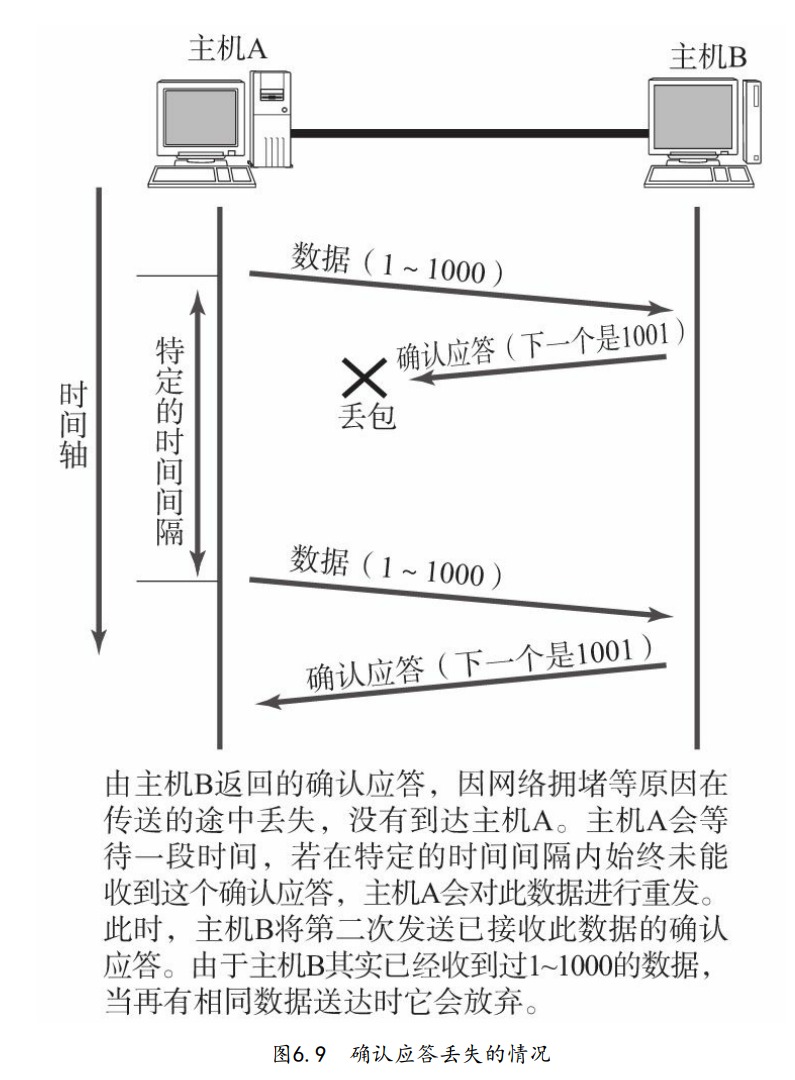 主机A
主机B
数据（1~1000）
确认应答（下一个是1001）
丢包
特定的时间间隔
时间轴
数据（1~1000）
确认应答（下一个是1001）
由主机B返回的确认应答，因网络拥堵等原因在
传送的途中丢失，没有到达主机A。主机A会等
待一段时间，若在特定的时间间隔内始终未能
收到这个确认应答，主机A会对此数据进行重发。
此时，主机B将第二次发送已接收此数据的确认
应答。由于主机B其实已经收到过1~1000的数据，
当再有相同数据送达时它会放弃。
图6.9 确认应答丢失的情况